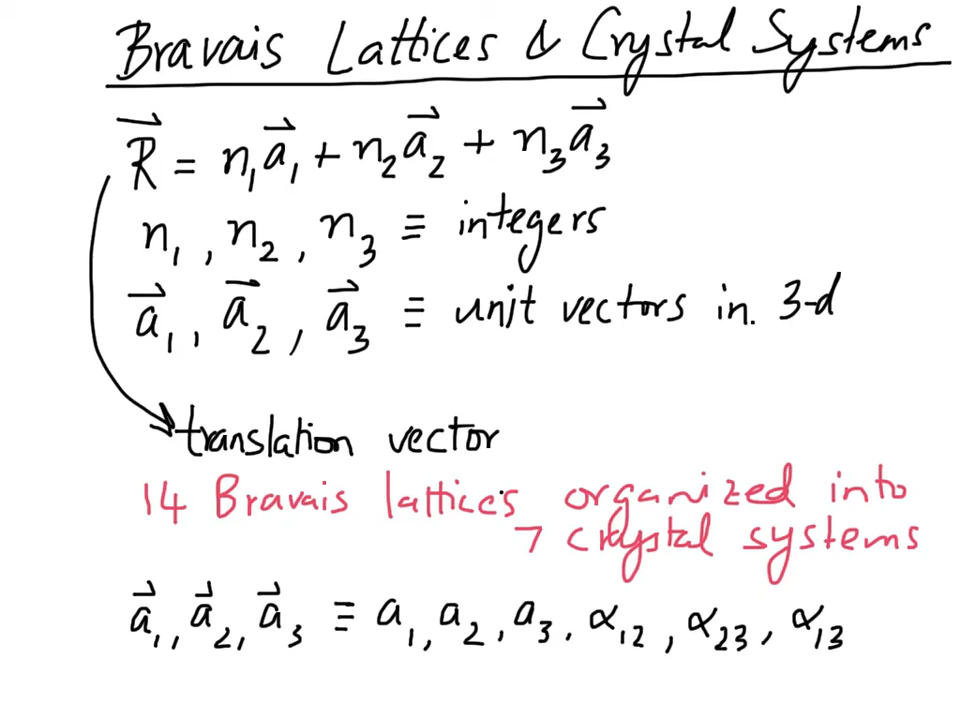 Bravais Lattices & Crystal Systems
R⃗ = n₁a⃗₁ + n₂a⃗₂ + n₃a⃗₃
n₁, n₂, n₃ ≡ integers
a⃗₁, a⃗₂, a⃗₃ ≡ unit vectors in. 3-d
translation vector
14 Bravais lattices organized into
7 crystal systems
a⃗₁, a⃗₂, a⃗₃ ≡ a₁, a₂, a₃, α₁₂, α₂₃, α₁₃